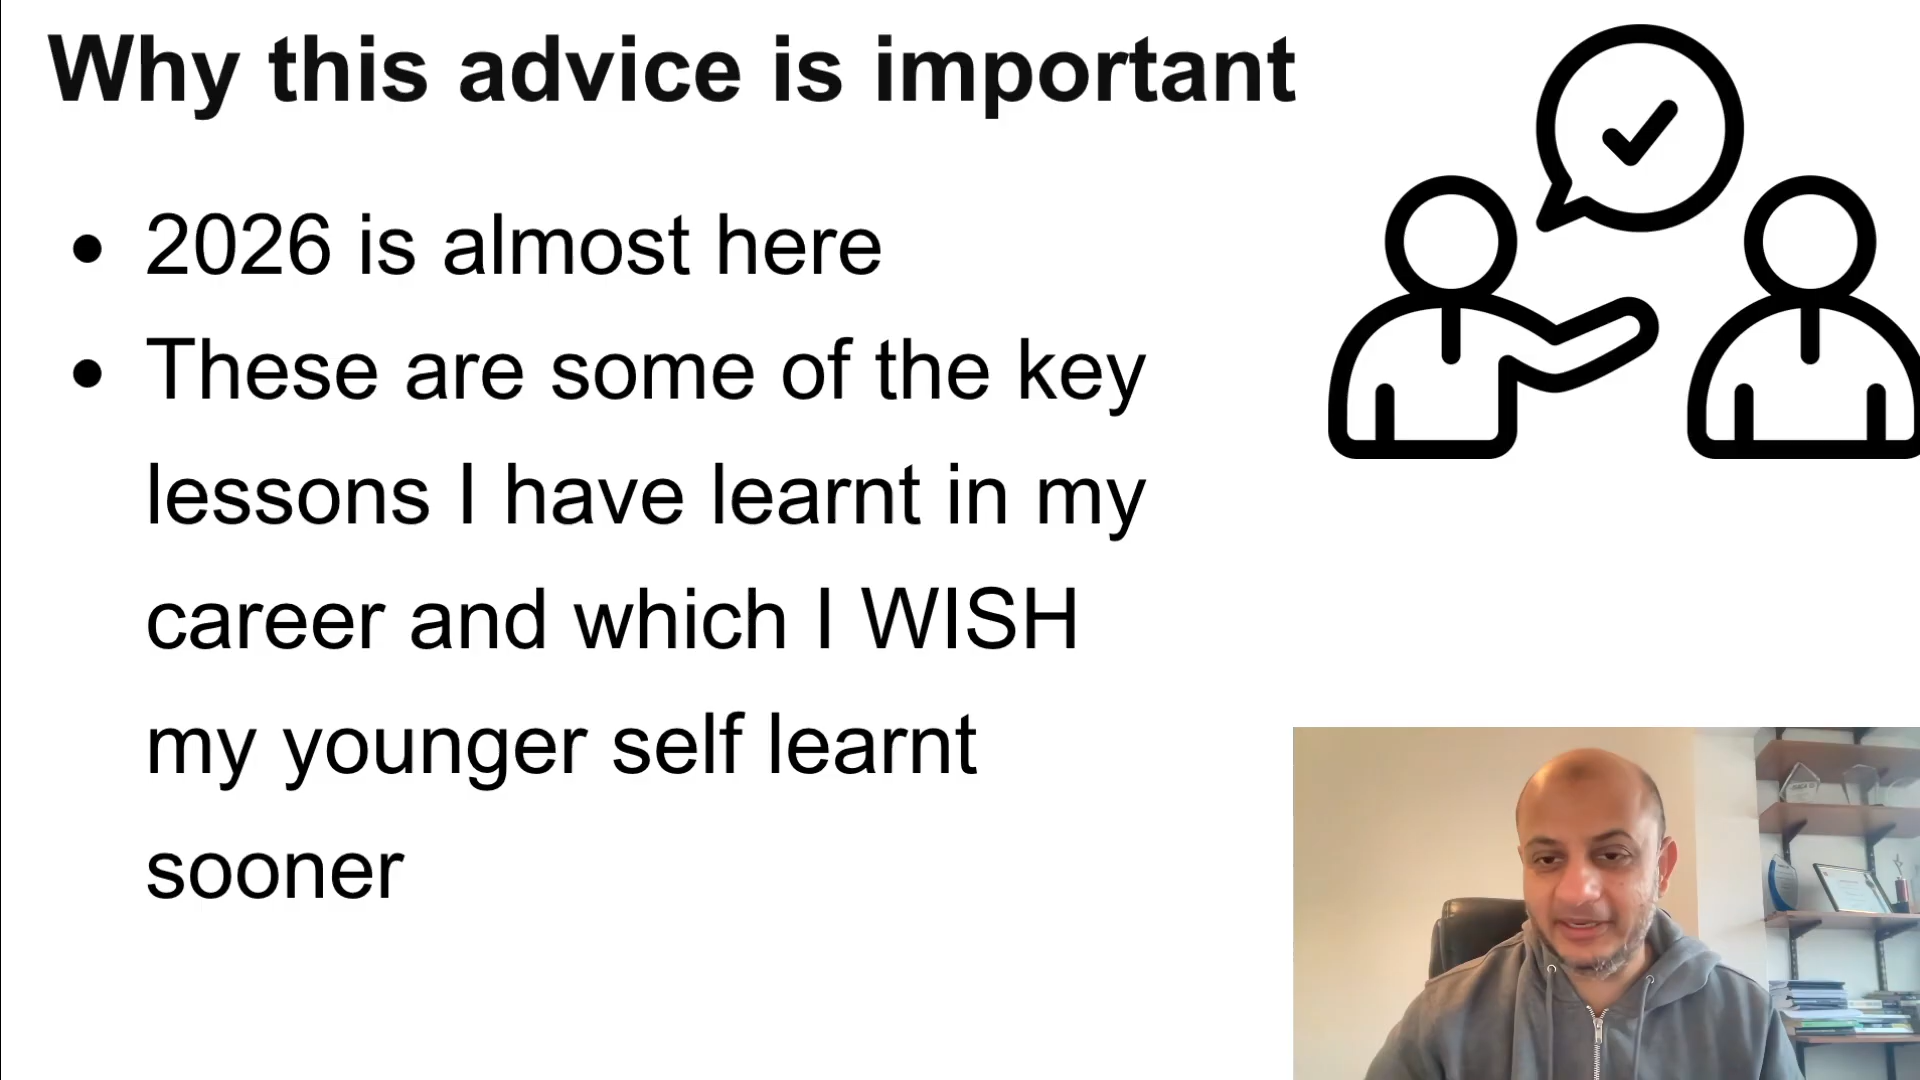 Why this advice is important
• 2026 is almost here
• These are some of the key
lessons I have learnt in my
career and which I WISH
my younger self learnt
sooner